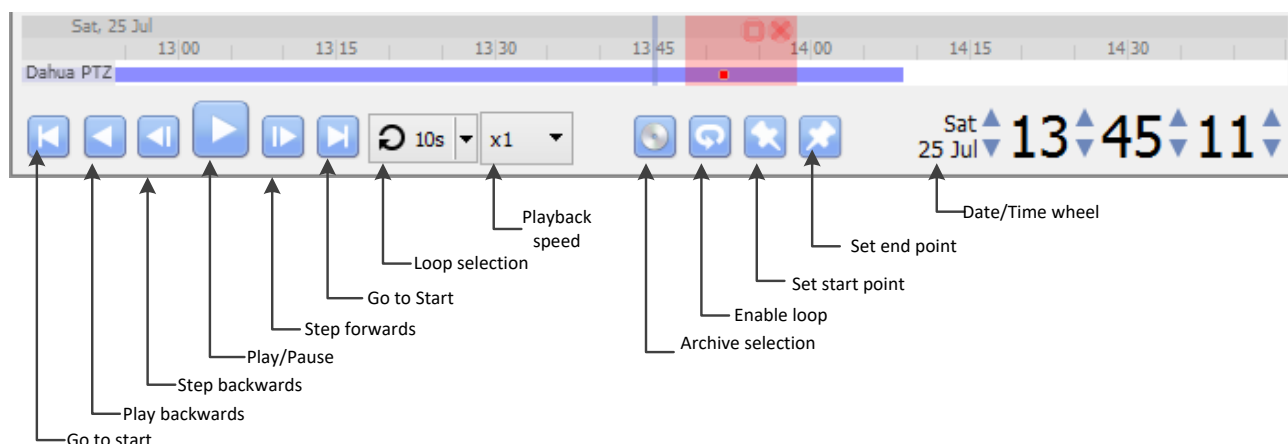 Sat, 25 Jul
13 00 13 15 13 30 13 45 14 00 14 15 14 30
Dahua PTZ
10s x1
Sat
25 Jul
13 45 11
Playback
speed
Date/Time wheel
Set end point
Loop selection
Set start point
Go to Start
Enable loop
Step forwards
Archive selection
Play/Pause
Step backwards
Play backwards
Go to start